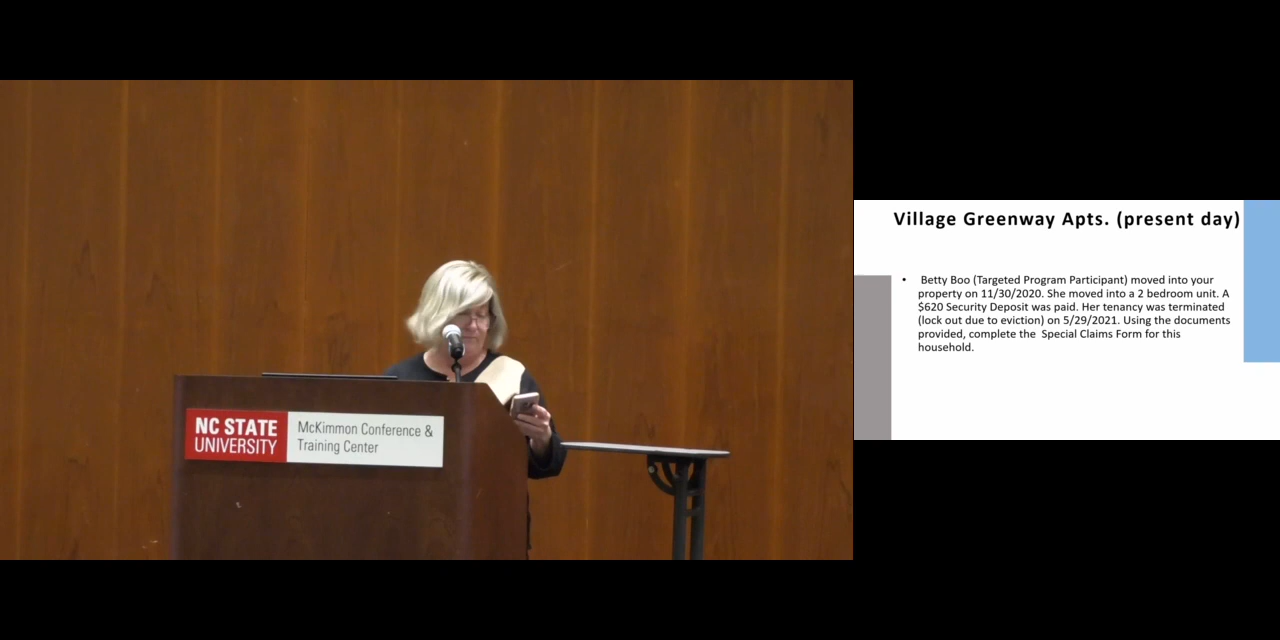 NC STATE
UNIVERSITY
McKimmon Conference &
Training Center
Village Greenway Apts. (present day)
• Betty Boo (Targeted Program Participant) moved into your
property on 11/30/2020. She moved into a 2 bedroom unit. A
$620 Security Deposit was paid. Her tenancy was terminated
(lock out due to eviction) on 5/29/2021. Using the documents
provided, complete the Special Claims Form for this
household.